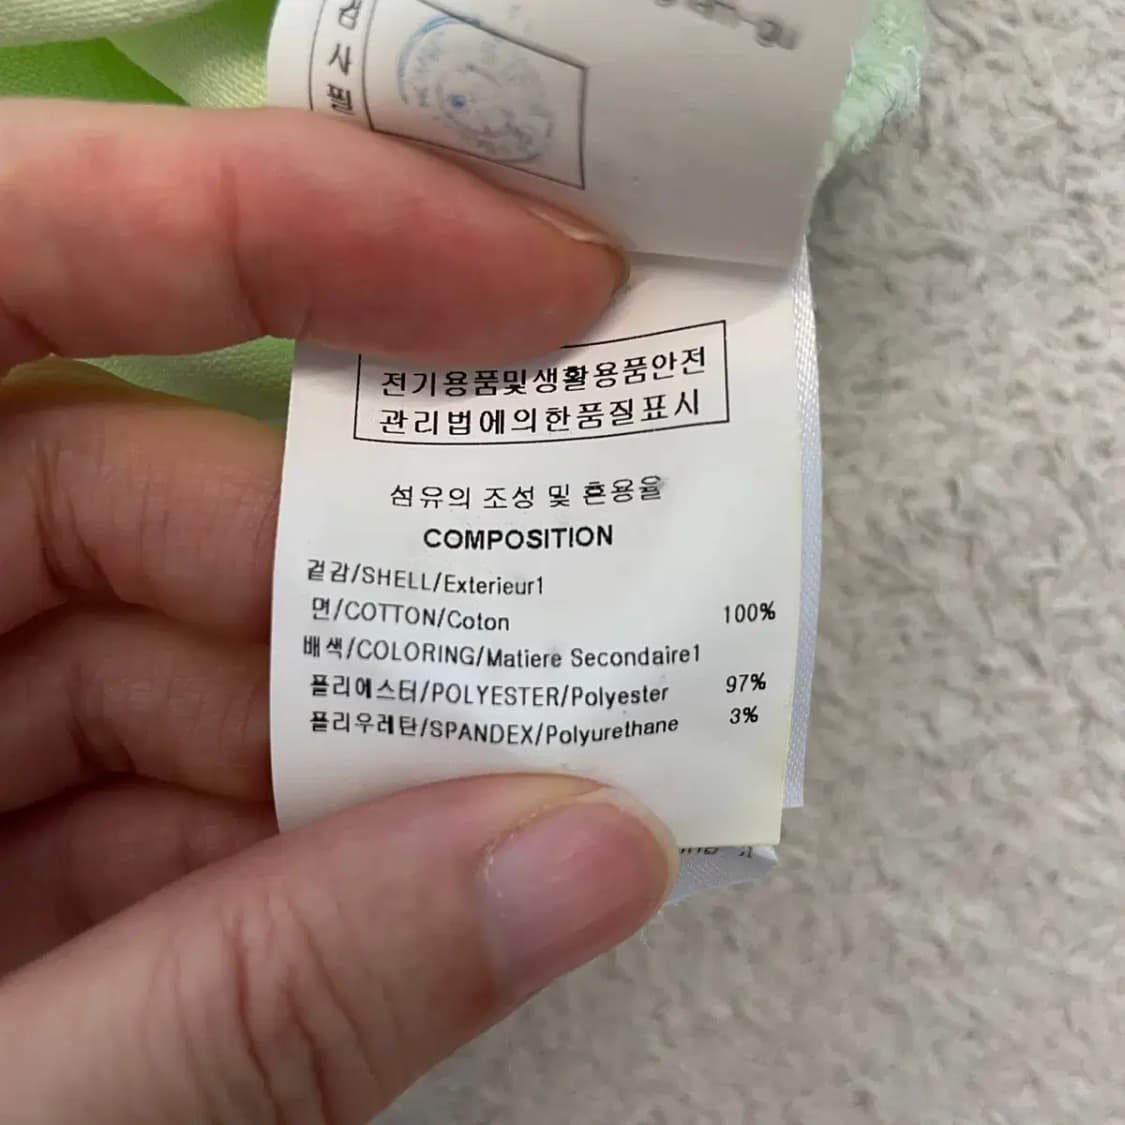 사
필
전기용품및생활용품안전
관리법에의한품질표시
섬유의 조성 및 혼용율
COMPOSITION
겉감/SHELL/Exterieur1
면/COTTON/Coton 100%
배색/COLORING/Matiere Secondaire1
폴리에스터/POLYESTER/Polyester 97%
폴리우레탄/SPANDEX/Polyurethane 3%